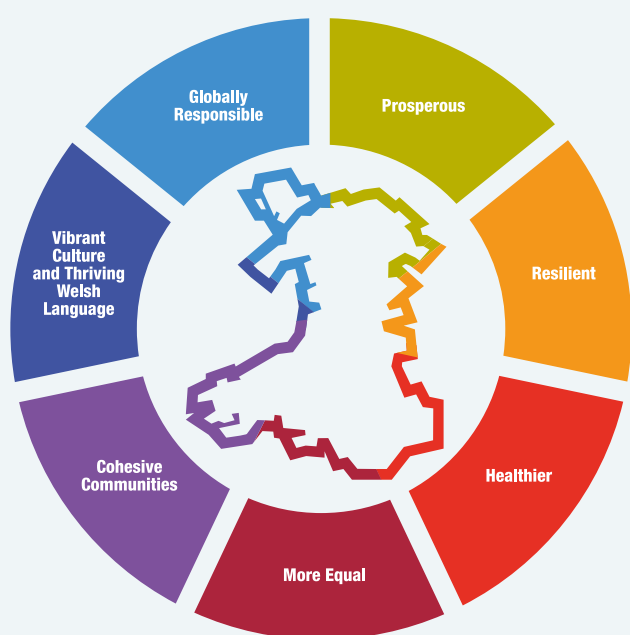 Globally
Responsible
Prosperous
Resilient
Healthier
More Equal
Cohesive
Communities
Vibrant
Culture
and Thriving
Welsh
Language